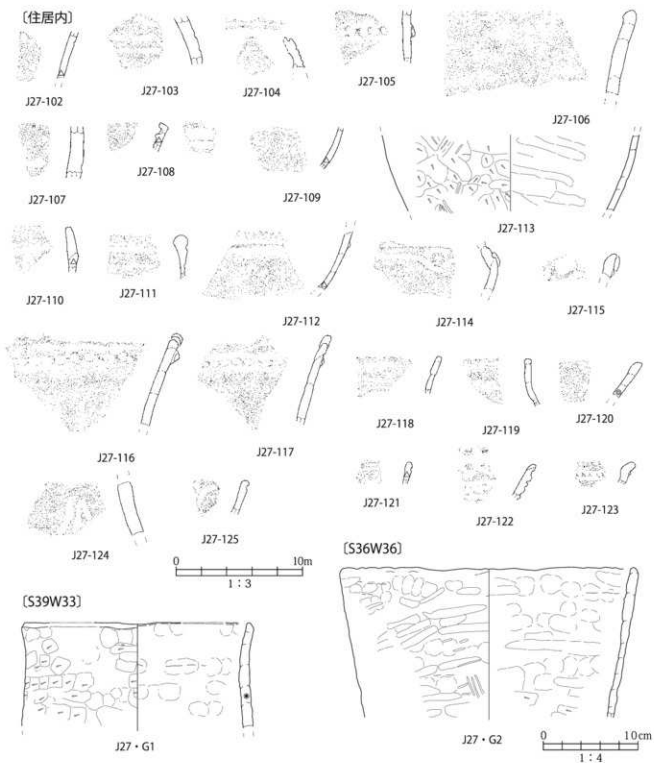 〔住居内〕
J27-102
J27-103
J27-104
J27-105
J27-106
J27-107
J27-108
J27-109
J27-113
J27-110
J27-111
J27-112
J27-114
J27-115
J27-116
J27-117
J27-118
J27-119
J27-120
J27-121
J27-122
J27-123
J27-124
J27-125
0 10m
1：3
〔S39W33〕
J27・G1
〔S36W36〕
J27・G2
0 10cm
1：4